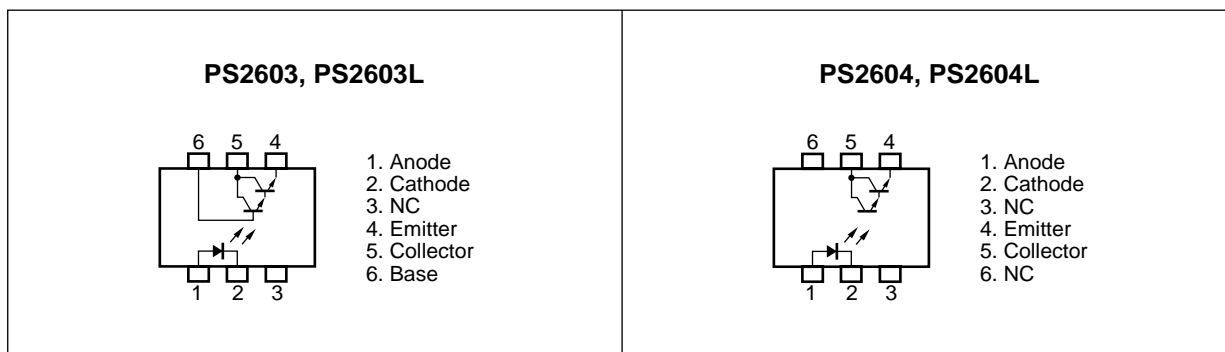 PS2603, PS2603L
6 5 4
1. Anode
2. Cathode
3. NC
4. Emitter
5. Collector
6. Base
1 2 3
PS2604, PS2604L
6 5 4
1. Anode
2. Cathode
3. NC
4. Emitter
5. Collector
6. NC
1 2 3